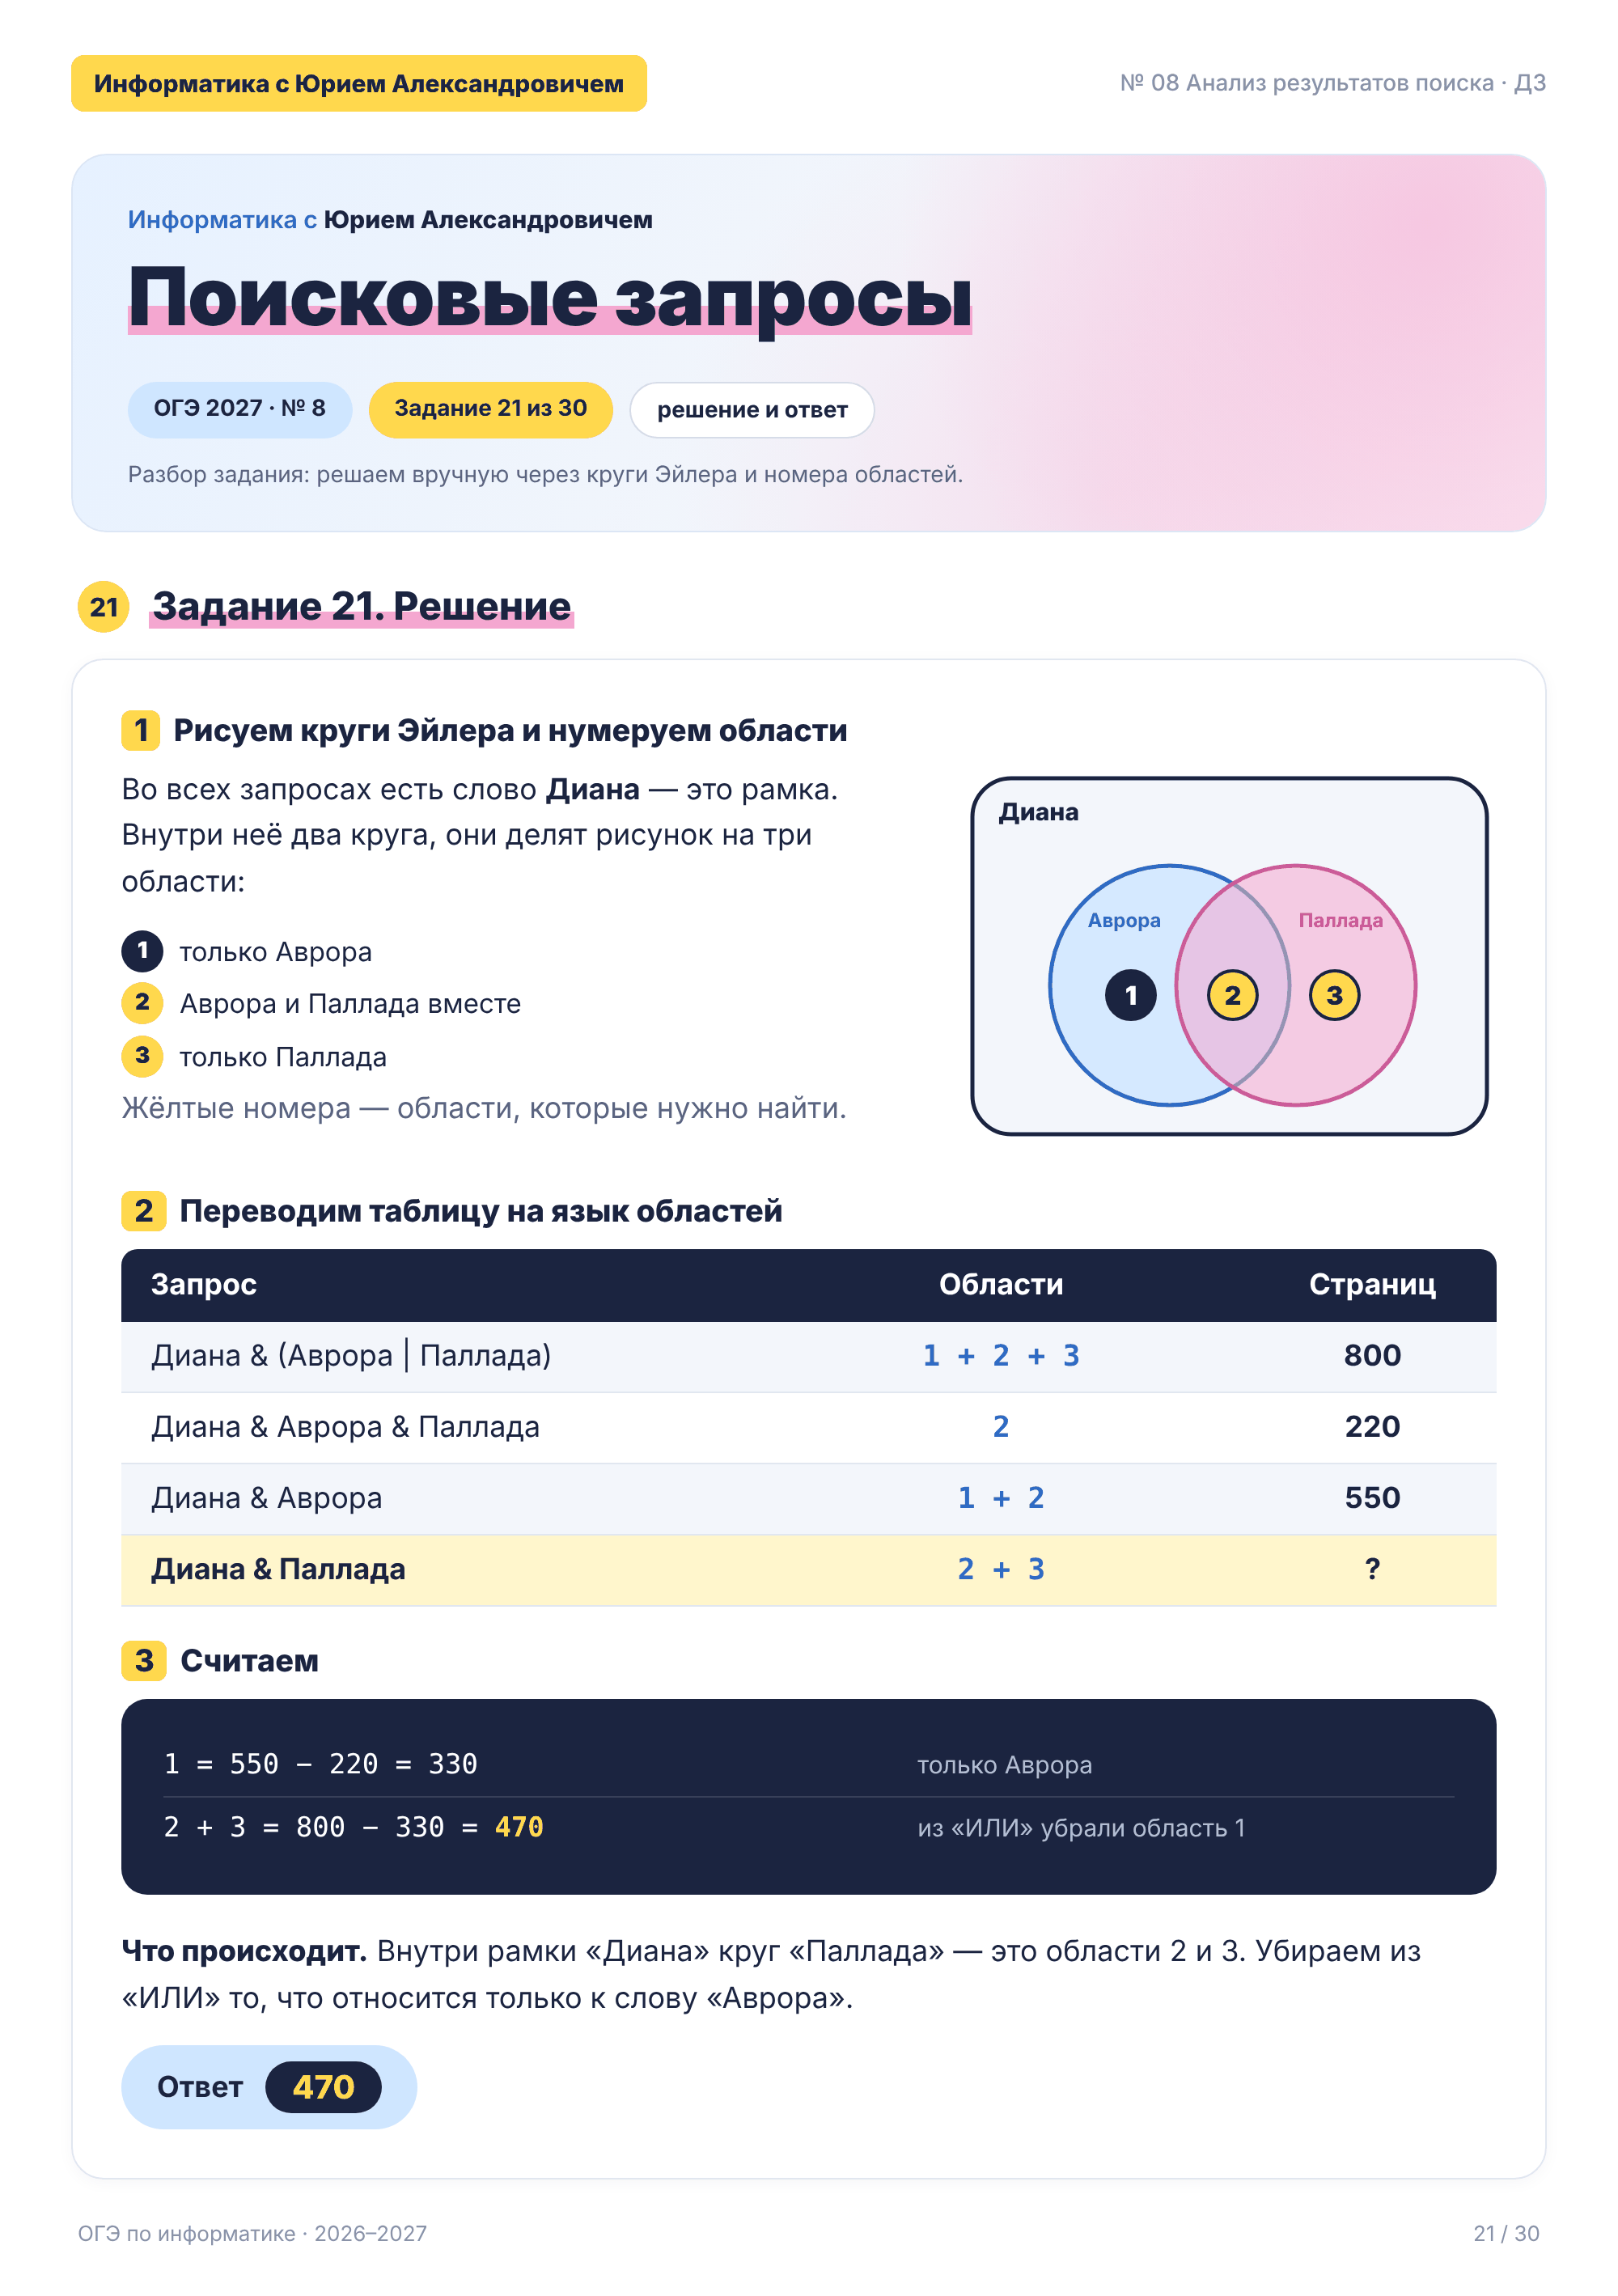 Информатика с Юрием Александровичем
№ 08 Анализ результатов поиска · ДЗ
Информатика с Юрием Александровичем
Поисковые запросы
ОГЭ 2027 · № 8
Задание 21 из 30
решение и ответ
Разбор задания: решаем вручную через круги Эйлера и номера областей.
21 Задание 21. Решение
1 Рисуем круги Эйлера и нумеруем области
Во всех запросах есть слово Диана — это рамка.
Внутри неё два круга, они делят рисунок на три
области:
1 только Аврора
2 Аврора и Паллада вместе
3 только Паллада
Жёлтые номера — области, которые нужно найти.
Диана
Аврора Паллада
1 2 3
2 Переводим таблицу на язык областей
Запрос Области Страниц
Диана & (Аврора | Паллада) 1 + 2 + 3 800
Диана & Аврора & Паллада 2 220
Диана & Аврора 1 + 2 550
Диана & Паллада 2 + 3 ?
3 Считаем
1 = 550 − 220 = 330 только Аврора
2 + 3 = 800 − 330 = 470 из «ИЛИ» убрали область 1
Что происходит. Внутри рамки «Диана» круг «Паллада» — это области 2 и 3. Убираем из
«ИЛИ» то, что относится только к слову «Аврора».
Ответ 470
ОГЭ по информатике · 2026–2027
21 / 30